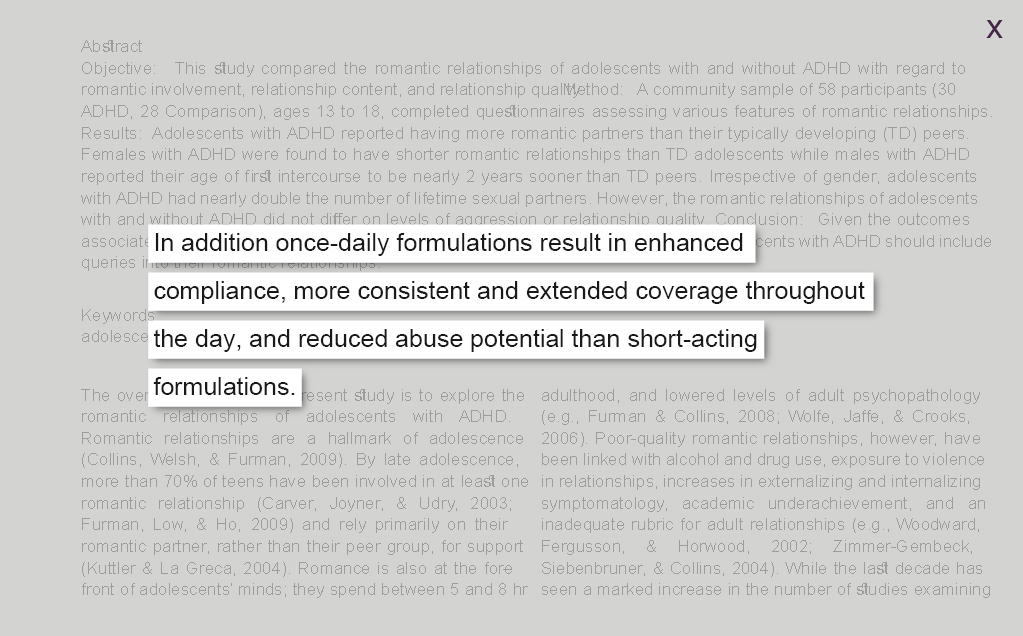 X
Abstract
Objective: This study compared the romantic relationships of adolescents with and without ADHD with regard to
romantic involvement, relationship content, and relationship quality. Method: A community sample of 58 participants (30
ADHD, 28 Comparison), ages 13 to 18, completed questionnaires assessing various features of romantic relationships.
Results: Adolescents with ADHD reported having more romantic partners than their typically developing (TD) peers.
Females with ADHD were found to have shorter romantic relationships than TD adolescents while males with ADHD
reported their age of first intercourse to be nearly 2 years sooner than TD peers. Irrespective of gender, adolescents
with ADHD had nearly double the number of lifetime sexual partners. However, the romantic relationships of adolescents
with and without ADHD did not differ on levels of aggression or relationship quality. Conclusion: Given the outcomes
associate cents with ADHD should include
queries into their romantic relationships.
In addition once-daily formulations result in enhanced
compliance, more consistent and extended coverage throughout
the day, and reduced abuse potential than short-acting
formulations.
Keywords
adolesce
The over resent study is to explore the
romantic relationships of adolescents with ADHD.
Romantic relationships are a hallmark of adolescence
(Collins, Welsh, & Furman, 2009). By late adolescence,
more than 70% of teens have been involved in at least one
romantic relationship (Carver, Joyner, & Udry, 2003;
Furman, Low, & Ho, 2009) and rely primarily on their
romantic partner, rather than their peer group, for support
(Kuttler & La Greca, 2004). Romance is also at the fore
front of adolescents' minds; they spend between 5 and 8 hr
adulthood, and lowered levels of adult psychopathology
(e.g., Furman & Collins, 2008; Wolfe, Jaffe, & Crooks,
2006). Poor-quality romantic relationships, however, have
been linked with alcohol and drug use, exposure to violence
in relationships, increases in externalizing and internalizing
symptomatology, academic underachievement, and an
inadequate rubric for adult relationships (e.g., Woodward,
Fergusson, & Horwood, 2002; Zimmer-Gembeck,
Siebenbruner, & Collins, 2004). While the last decade has
seen a marked increase in the number of studies examining